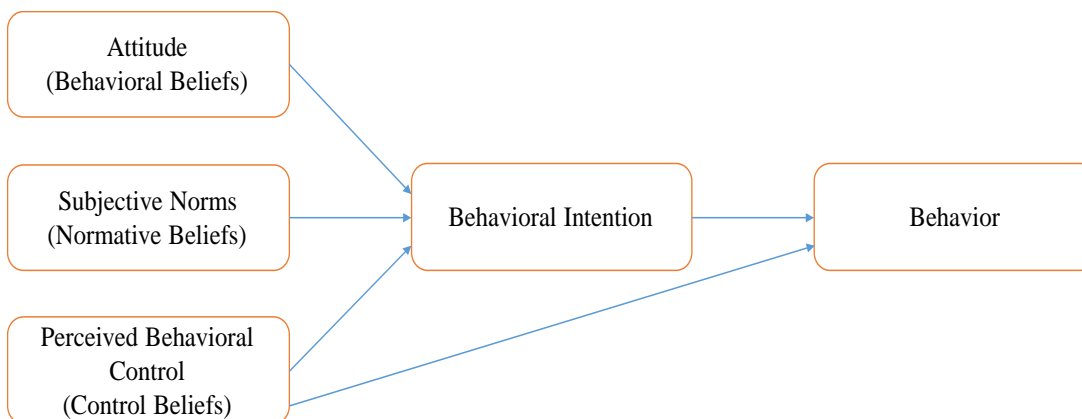 Attitude
(Behavioral Beliefs)
Subjective Norms
(Normative Beliefs)
Behavioral Intention
Behavior
Perceived Behavioral
Control
(Control Beliefs)